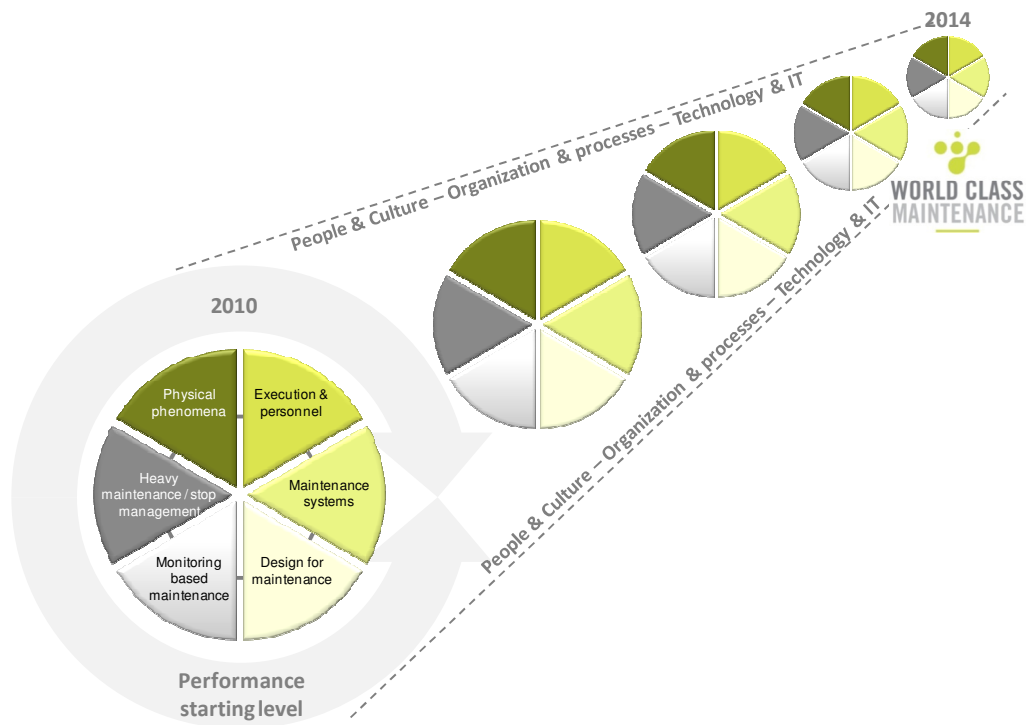 2014
People & Culture – Organization & processes – Technology & IT
WORLD CLASS
MAINTENANCE
2010
Physical
phenomena
Execution &
personnel
Heavy
maintenance / stop
management
Maintenance
systems
Monitoring
based
maintenance
Design for
maintenance
People & Culture – Organization & processes – Technology & IT
Performance
starting level